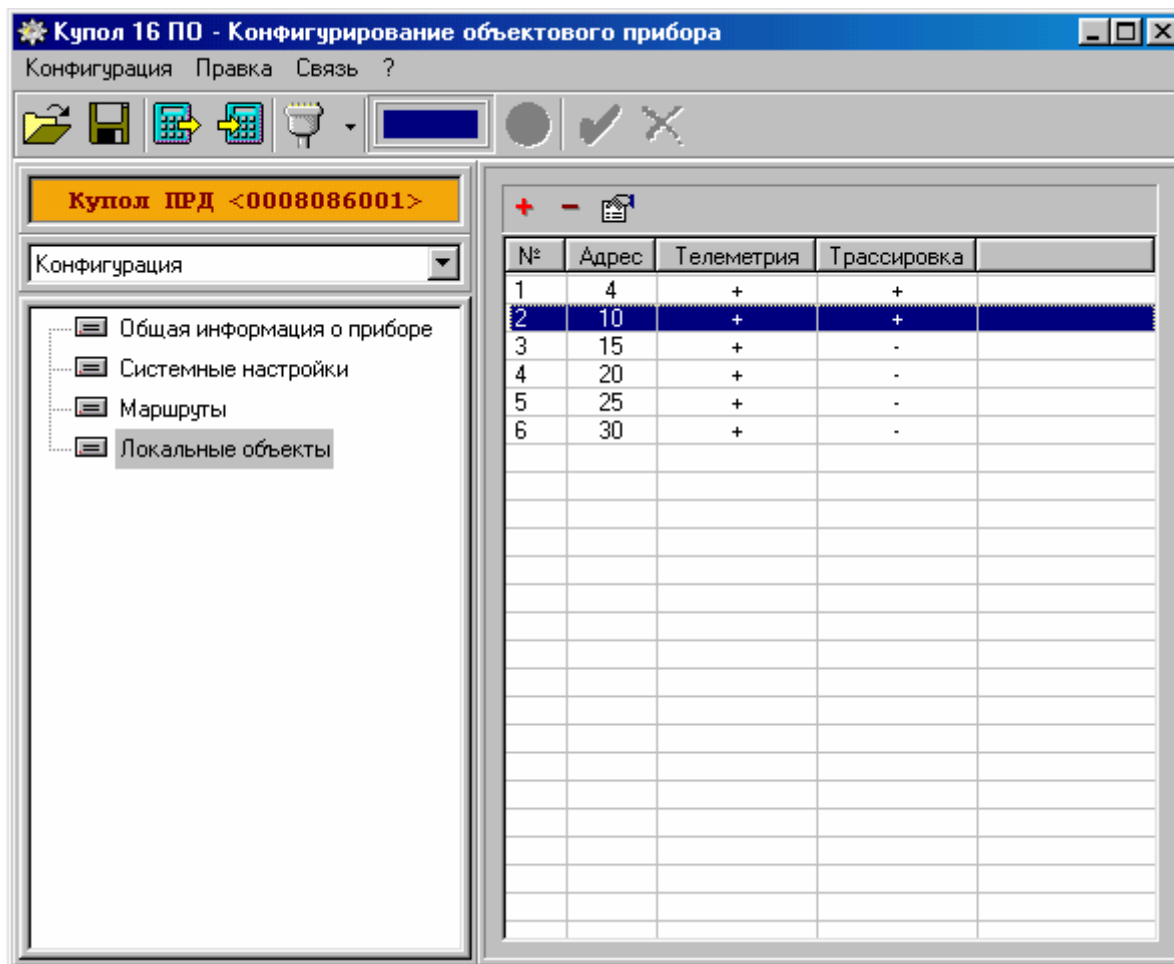 Купол 16 ПО - Конфигурирование объектового прибора
Конфигурация Правка Связь ?
Купол ПРД <0008086001>
Конфигурация
Общая информация о приборе
Системные настройки
Маршруты
Локальные объекты
№ Адрес Телеметрия Трассировка
1 4 + +
2 10 + +
3 15 + -
4 20 + -
5 25 + -
6 30 + -